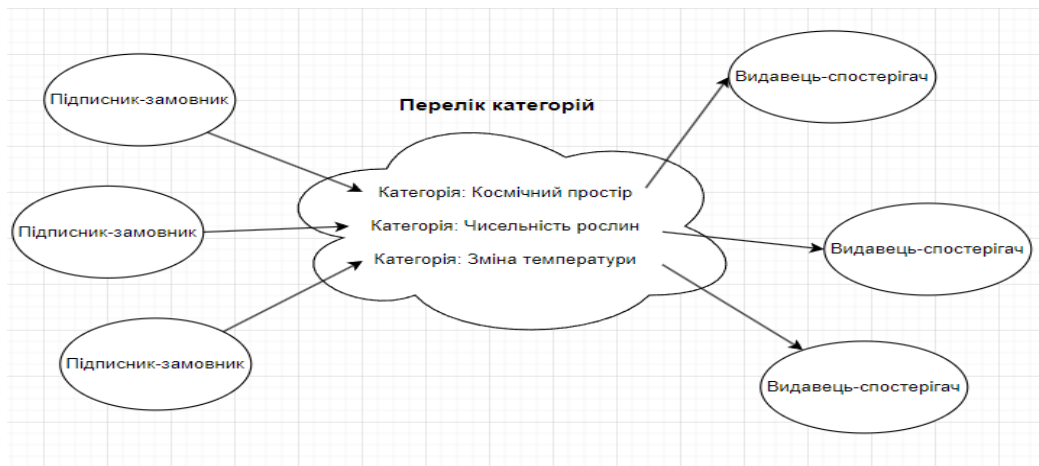 Перелік категорій
Підписник-замовник
Підписник-замовник
Підписник-замовник
Категорія: Космічний простір
Категорія: Чисельність рослин
Категорія: Зміна температури
Видавець-спостерігач
Видавець-спостерігач
Видавець-спостерігач